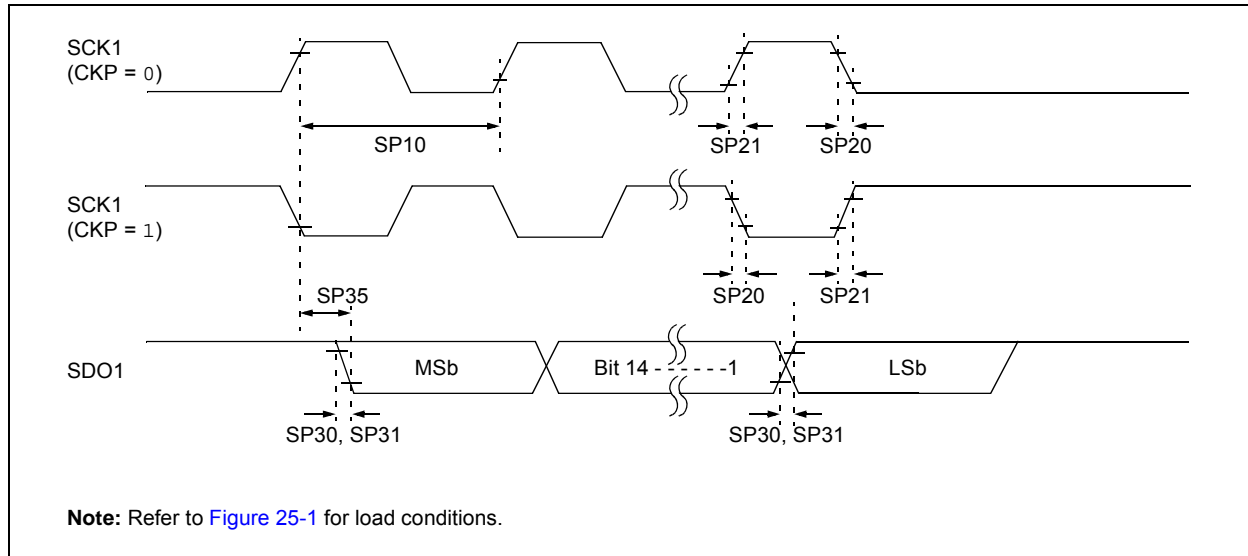 SCK1
(CKP = 0)
SP10
SP21
SP20
SCK1
(CKP = 1)
SP20
SP21
SP35
SDO1
MSb
Bit 14 - - - - - -1
LSb
SP30, SP31
SP30, SP31
Note: Refer to Figure 25-1 for load conditions.